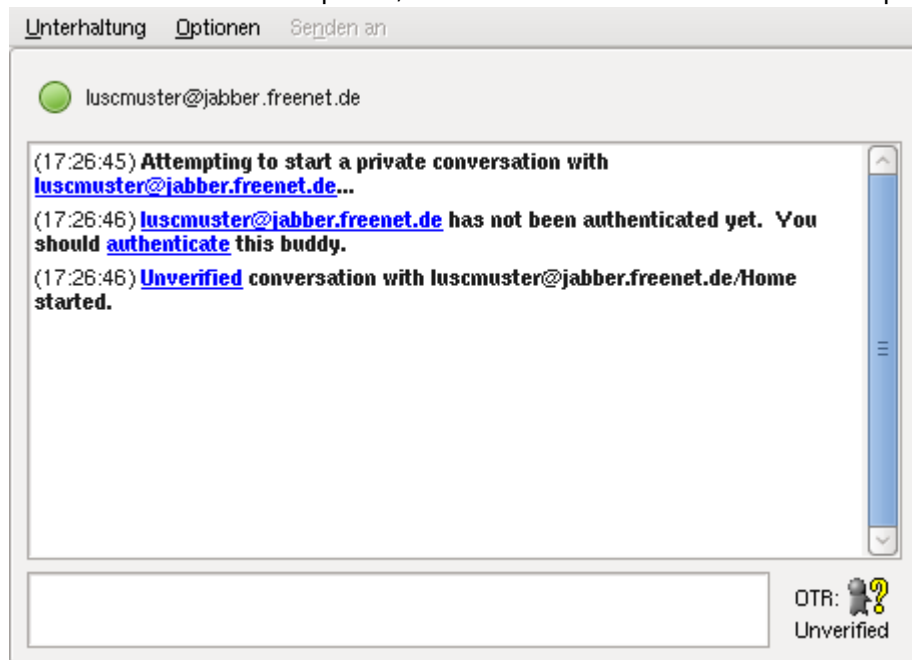 Unterhaltung Optionen Senden an
luscmuster@jabber.freenet.de
(17:26:45) Attempting to start a private conversation with
luscmuster@jabber.freenet.de...
(17:26:46) luscmuster@jabber.freenet.de has not been authenticated yet.  You
should authenticate this buddy.
(17:26:46) Unverified conversation with luscmuster@jabber.freenet.de/Home
started.
OTR:
Unverified